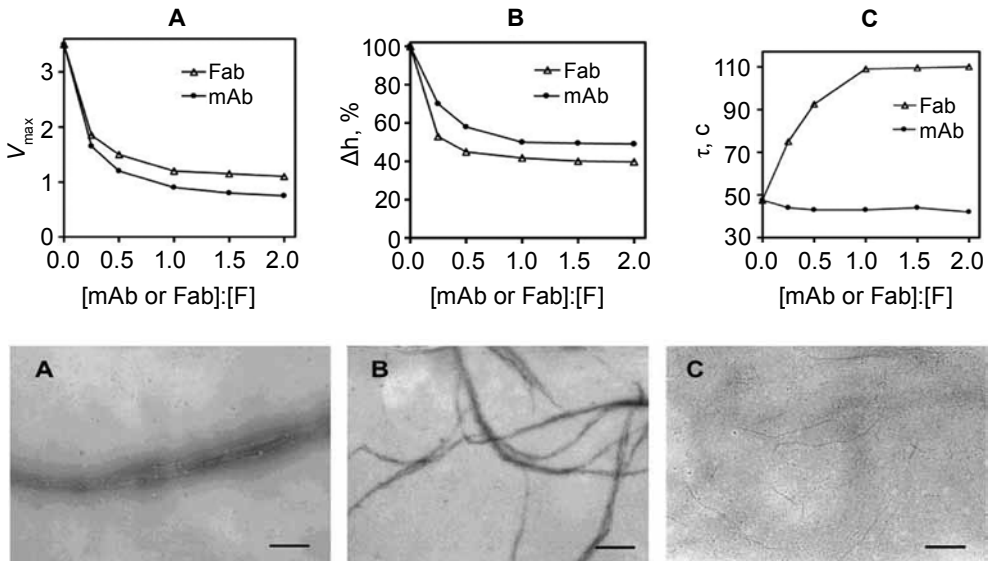 A
3
2
1
0
V max
Fab
mAb
0.0 0.5 1.0 1.5 2.0
[mAb or Fab]:[F]
B
100
80
60
40
20
0
Δh, %
Fab
mAb
0.0 0.5 1.0 1.5 2.0
[mAb or Fab]:[F]
C
110
90
70
50
30
τ, c
Fab
mAb
0.0 0.5 1.0 1.5 2.0
[mAb or Fab]:[F]
A
B
C